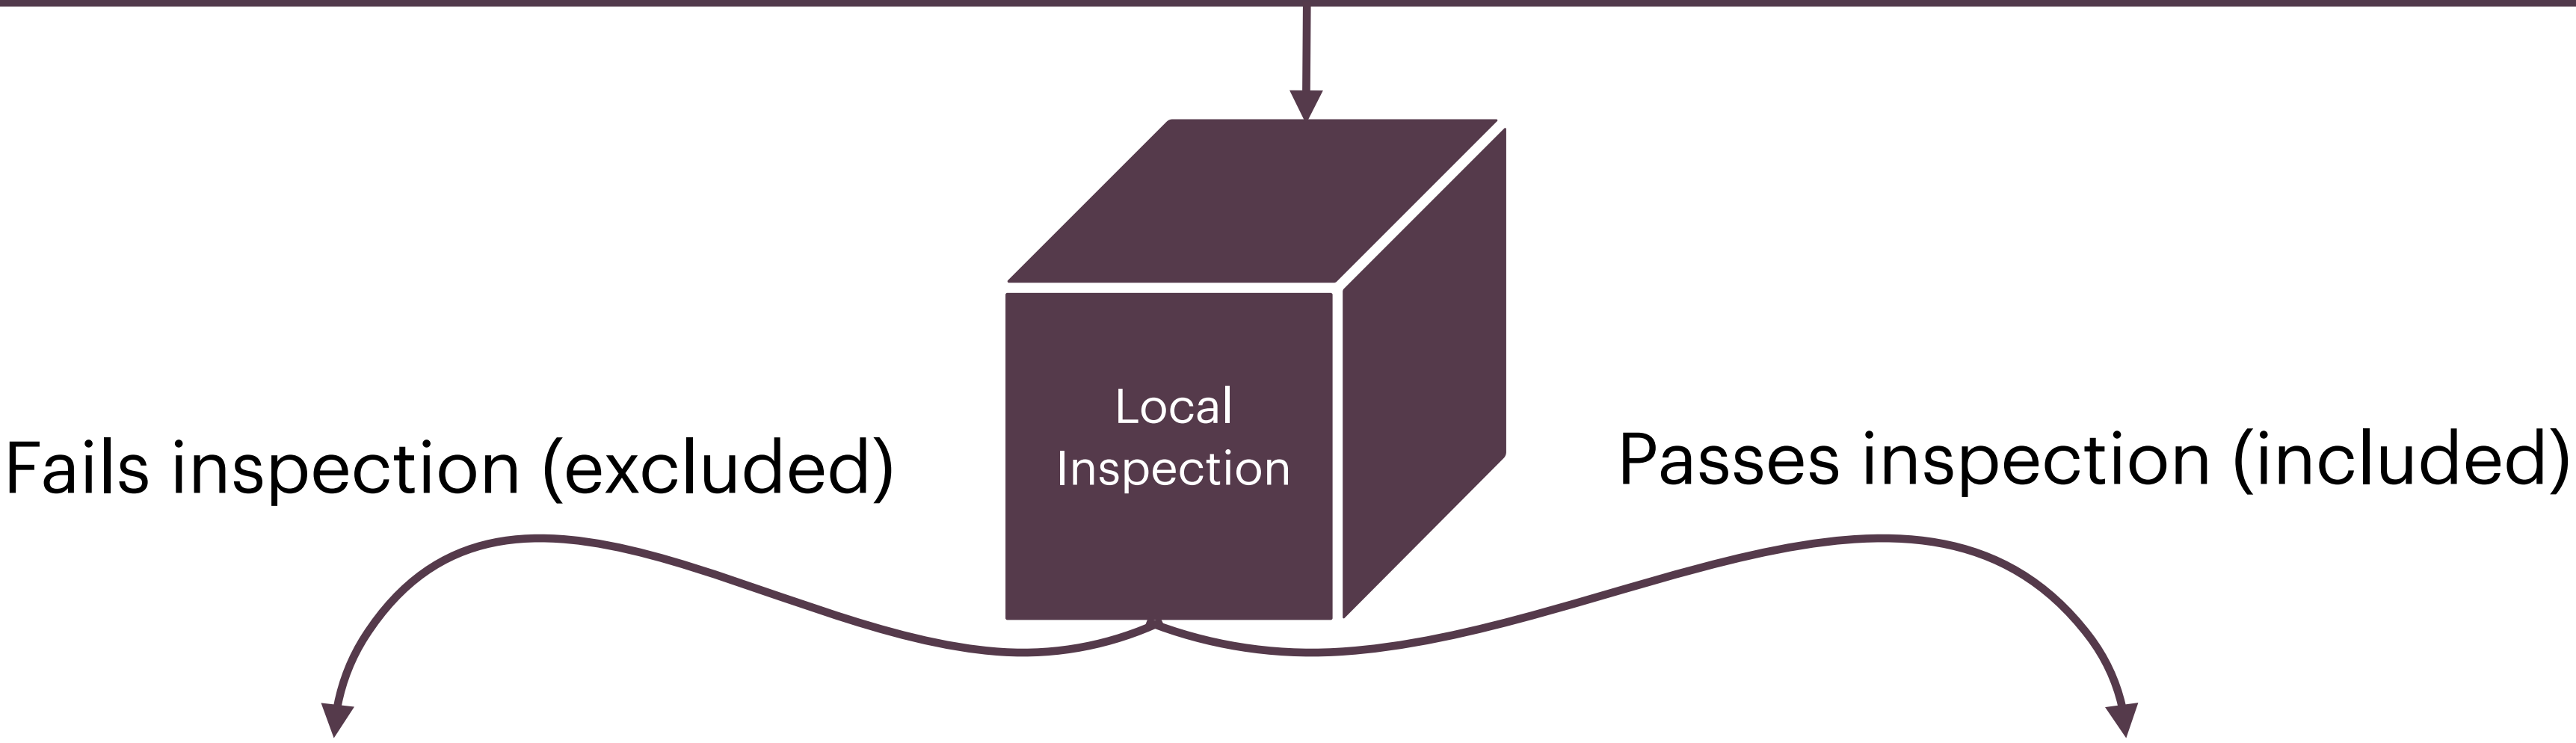 Local
Inspection
Fails inspection (excluded)
Passes inspection (included)